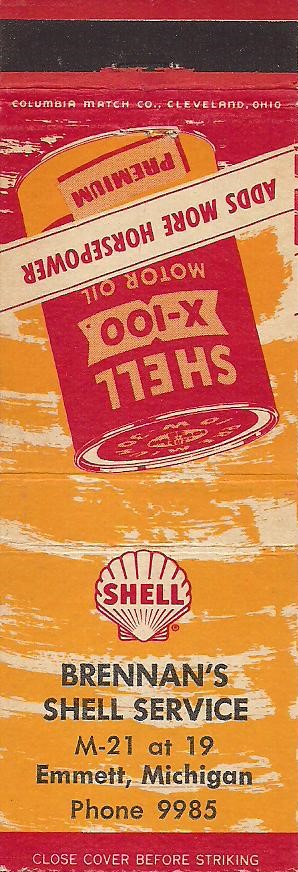 COLUMBIA MATCH CO., CLEVELAND, OHIO
PREMIUM
ADDS MORE HORSEPOWER
MOTOR OIL
X-100
SHELL
SHELL
BRENNAN'S
SHELL SERVICE
M-21 at 19
Emmett, Michigan
Phone 9985
CLOSE COVER BEFORE STRIKING